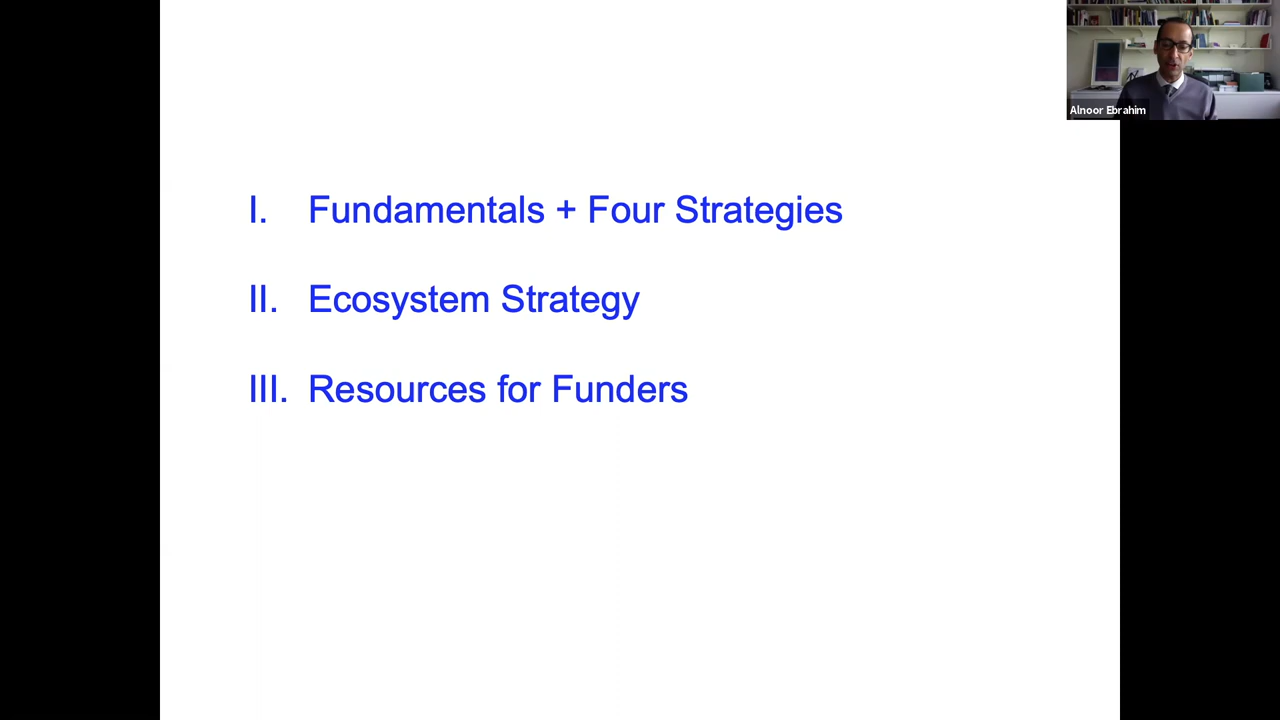 Alnoor Ebrahim
I. Fundamentals + Four Strategies
II. Ecosystem Strategy
III. Resources for Funders